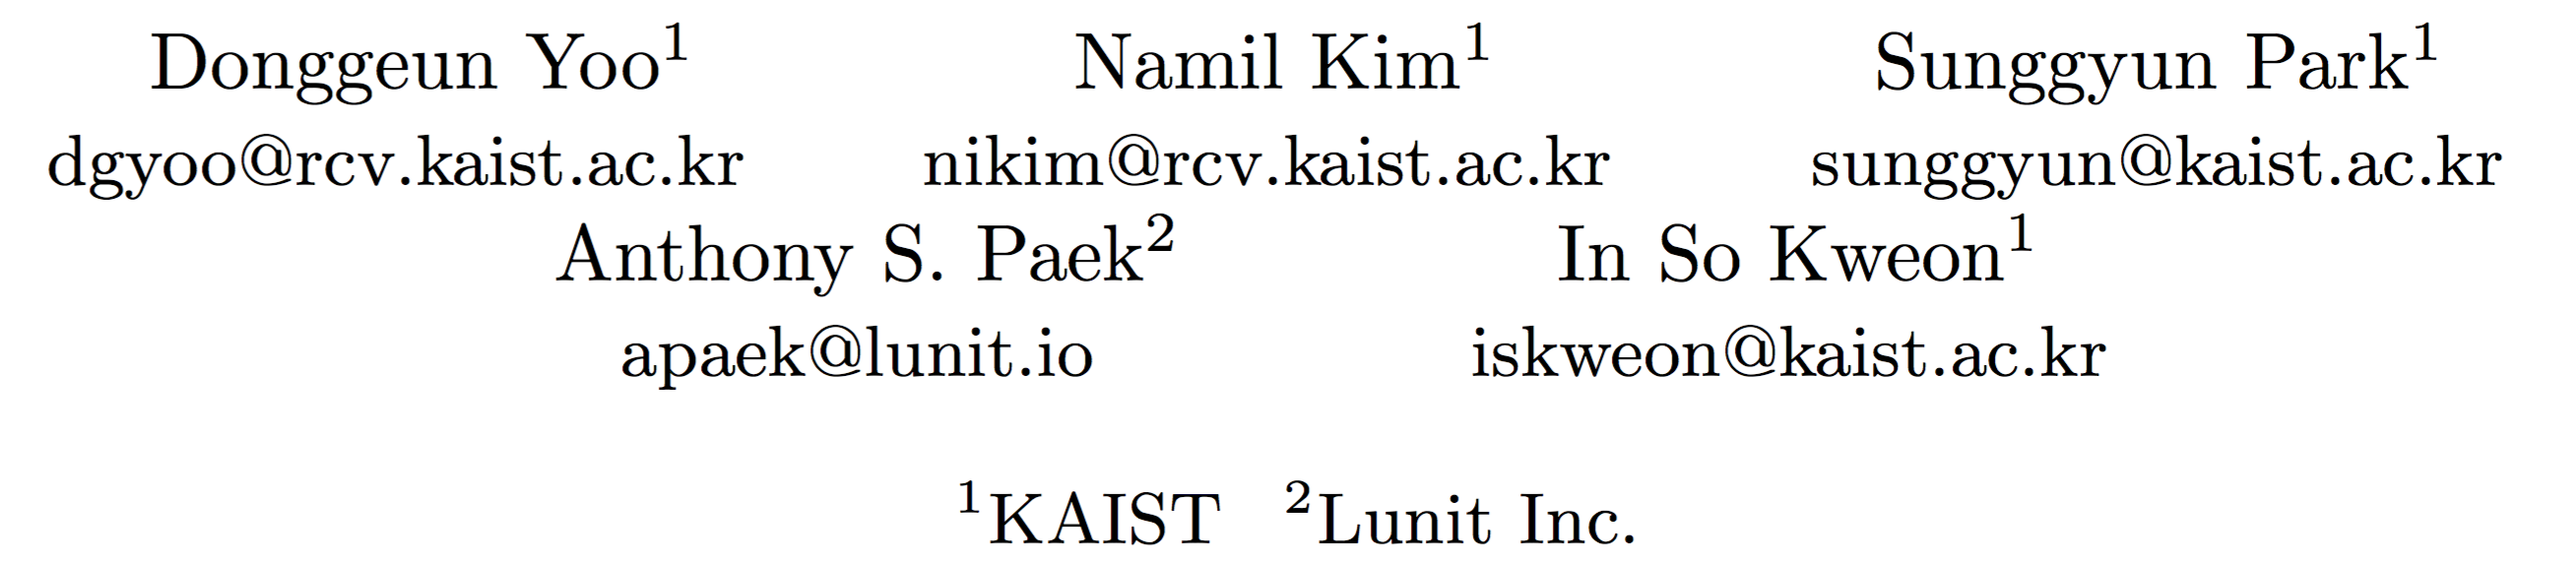 Donggeun Yoo¹ Namil Kim¹ Sunggyun Park¹
dgyoo@rcv.kaist.ac.kr nikim@rcv.kaist.ac.kr sunggyun@kaist.ac.kr
Anthony S. Paek² In So Kweon¹
apaek@lunit.io iskweon@kaist.ac.kr
¹KAIST ²Lunit Inc.